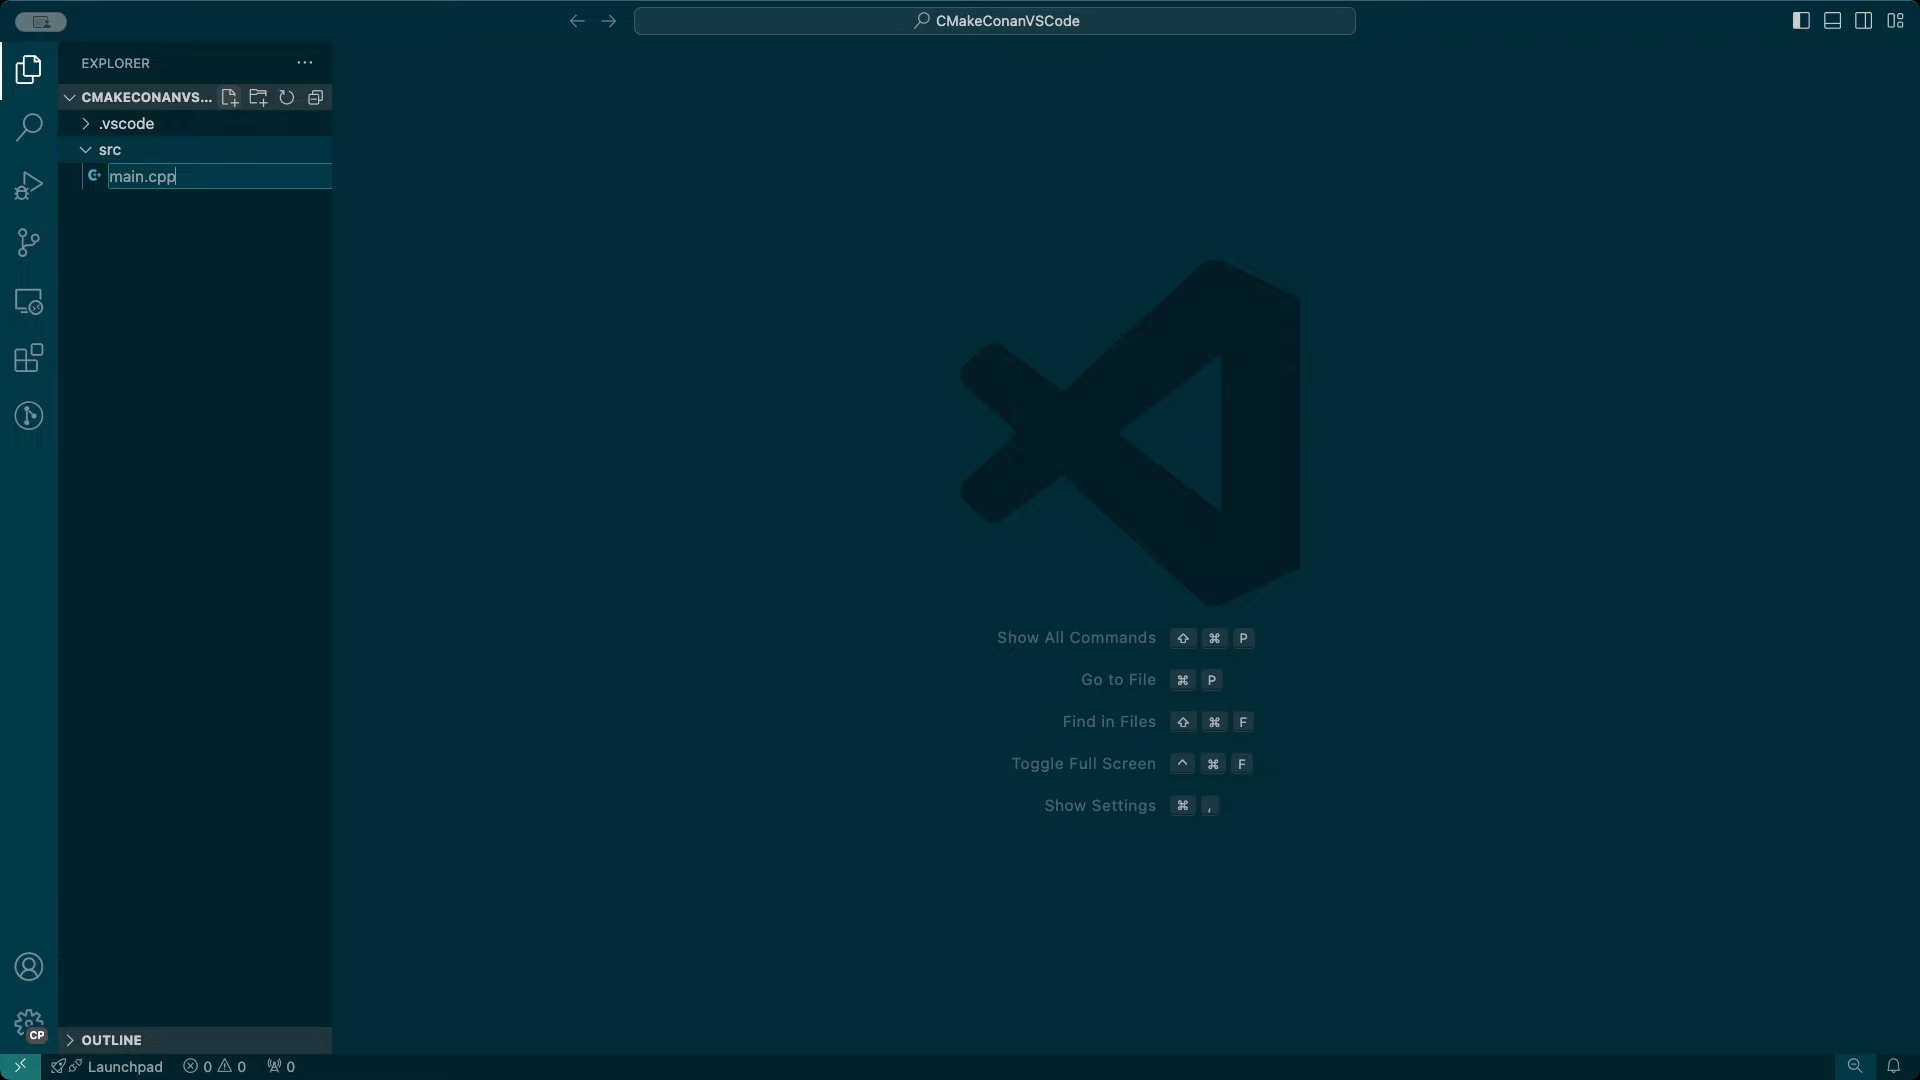 CMakeConanVSCode
EXPLORER
CMAKECONANVS...
.vscode
src
main.cpp
Show All Commands ⇧ ⌘ P
Go to File ⌘ P
Find in Files ⇧ ⌘ F
Toggle Full Screen ^ ⌘ F
Show Settings ⌘ ,
CP
OUTLINE
Launchpad 0 0 0